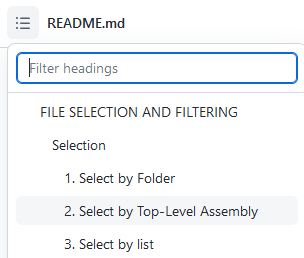 README.md
Filter headings
FILE SELECTION AND FILTERING
Selection
1. Select by Folder
2. Select by Top-Level Assembly
3. Select by list